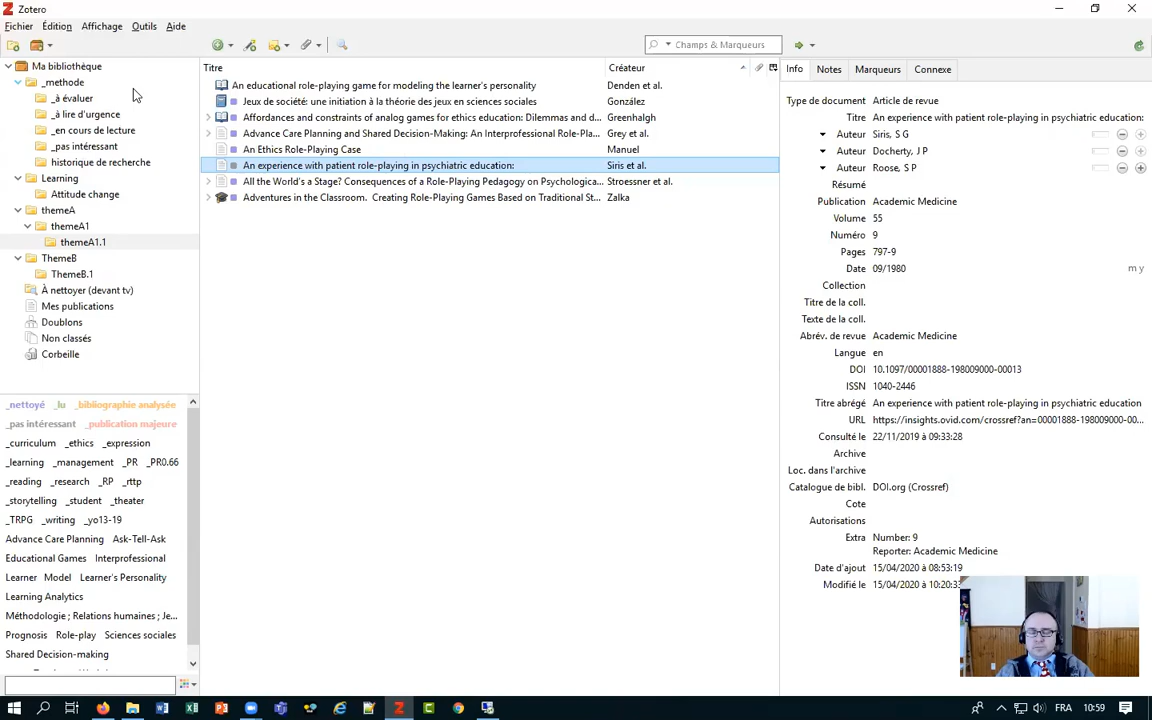 Zotero
Fichier Édition Affichage Outils Aide
Champs & Marqueurs
Ma bibliothèque
_methode
_à évaluer
_à lire d'urgence
_en cours de lecture
_pas intéressant
historique de recherche
Learning
Attitude change
themeA
themeA1
themeA1.1
ThemeB
ThemeB.1
À nettoyer (devant tv)
Mes publications
Doublons
Non classés
Corbeille
_nettoyé _lu _bibliographie analysée
_pas intéressant _publication majeure
_curriculum _ethics _expression
_learning _management _PR _PR0.66
_reading _research _RP _rttp
_storytelling _student _theater
_TRPG _writing _yo13-19
Advance Care Planning Ask-Tell-Ask
Educational Games Interprofessional
Learner Model Learner's Personality
Learning Analytics
Méthodologie ; Relations humaines ; Je...
Prognosis Role-play Sciences sociales
Shared Decision-making
Titre Créateur
An educational role-playing game for modeling the learner's personality Denden et al.
Jeux de société: une initiation à la théorie des jeux en sciences sociales González
Affordances and constraints of analog games for ethics education: Dilemmas and d... Greenhalgh
Advance Care Planning and Shared Decision-Making: An Interprofessional Role-Pla... Grey et al.
An Ethics Role-Playing Case Manuel
An experience with patient role-playing in psychiatric education: Siris et al.
All the World's a Stage? Consequences of a Role-Playing Pedagogy on Psychologica... Stroessner et al.
Adventures in the Classroom. Creating Role-Playing Games Based on Traditional St... Zalka
Info Notes Marqueurs Connexe
Type de document Article de revue
Titre An experience with patient role-playing in psychiatric education:
Auteur Siris, S G
Auteur Docherty, J P
Auteur Roose, S P
Résumé
Publication Academic Medicine
Volume 55
Numéro 9
Pages 797-9
Date 09/1980 m y
Collection
Titre de la coll.
Texte de la coll.
Abrév. de revue Academic Medicine
Langue en
DOI 10.1097/00001888-198009000-00013
ISSN 1040-2446
Titre abrégé An experience with patient role-playing in psychiatric education
URL https://insights.ovid.com/crossref?an=00001888-198009000-00...
Consulté le 22/11/2019 à 09:33:28
Archive
Loc. dans l'archive
Catalogue de bibl. DOI.org (Crossref)
Cote
Autorisations
Extra Number: 9
Reporter: Academic Medicine
Date d'ajout 15/04/2020 à 08:53:19
Modifié le 15/04/2020 à 10:20:3
FRA 10:59